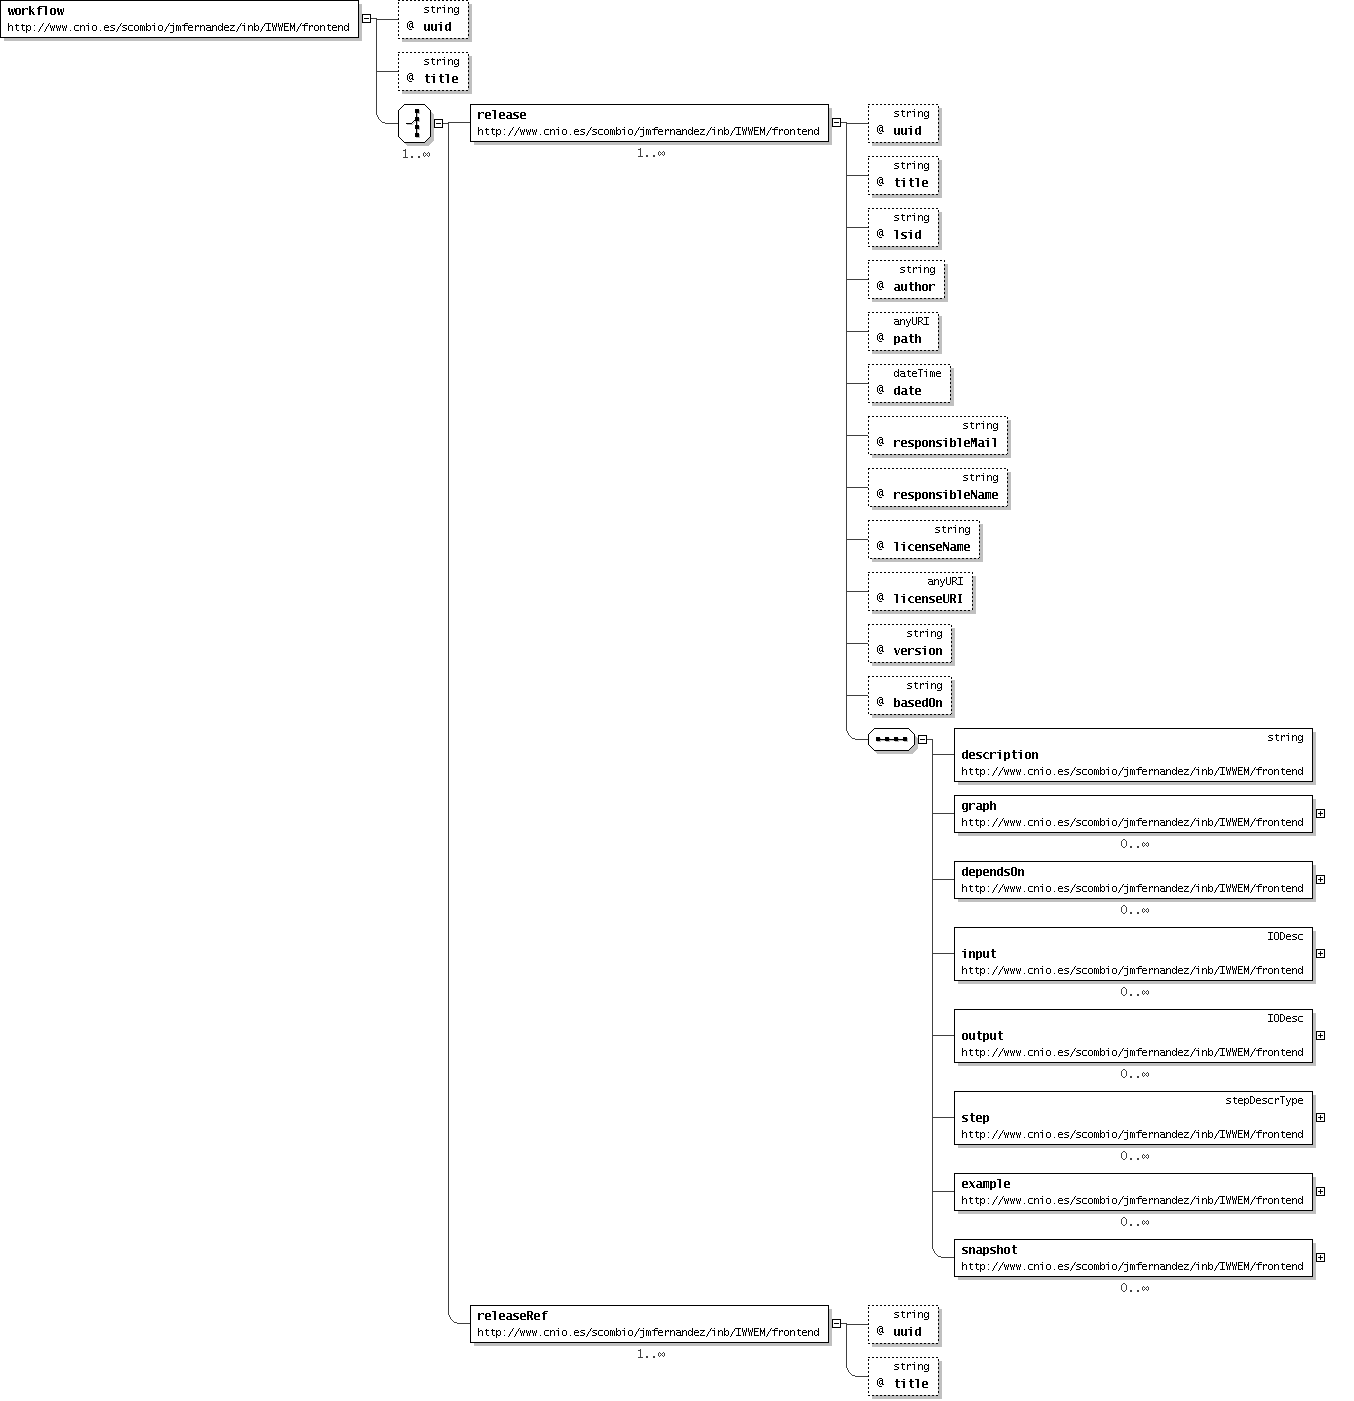 workflow
http://www.cnio.es/scombio/jmfernandez/inb/IWWEM/frontend
string
@ uuid
string
@ title
1..∞
release
http://www.cnio.es/scombio/jmfernandez/inb/IWWEM/frontend
1..∞
string
@ uuid
string
@ title
string
@ lsid
string
@ author
anyURI
@ path
dateTime
@ date
string
@ responsibleMail
string
@ responsibleName
string
@ licenseName
anyURI
@ licenseURI
string
@ version
string
@ basedOn
string
description
http://www.cnio.es/scombio/jmfernandez/inb/IWWEM/frontend
graph
http://www.cnio.es/scombio/jmfernandez/inb/IWWEM/frontend
0..∞
dependsOn
http://www.cnio.es/scombio/jmfernandez/inb/IWWEM/frontend
0..∞
IODesc
input
http://www.cnio.es/scombio/jmfernandez/inb/IWWEM/frontend
0..∞
IODesc
output
http://www.cnio.es/scombio/jmfernandez/inb/IWWEM/frontend
0..∞
stepDescrType
step
http://www.cnio.es/scombio/jmfernandez/inb/IWWEM/frontend
0..∞
example
http://www.cnio.es/scombio/jmfernandez/inb/IWWEM/frontend
0..∞
snapshot
http://www.cnio.es/scombio/jmfernandez/inb/IWWEM/frontend
0..∞
releaseRef
http://www.cnio.es/scombio/jmfernandez/inb/IWWEM/frontend
1..∞
string
@ uuid
string
@ title